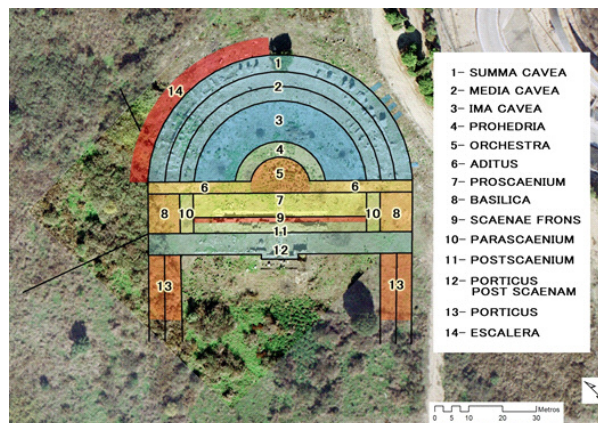 1
2
14
3
4
5
6
6
7
8
10
9
10
8
11
12
13
13
1- SUMMA CAVEA
2- MEDIA CAVEA
3- IMA CAVEA
4- PROHEDRIA
5- ORCHESTRA
6- ADITUS
7- PROSCAENIUM
8- BASILICA
9- SCAENAE FRONS
10- PARASCAENIUM
11- POSTSCAENIUM
12- PORTICUS
POST SCAENAM
13- PORTICUS
14- ESCALERA
0 5 10 20 30 Metros